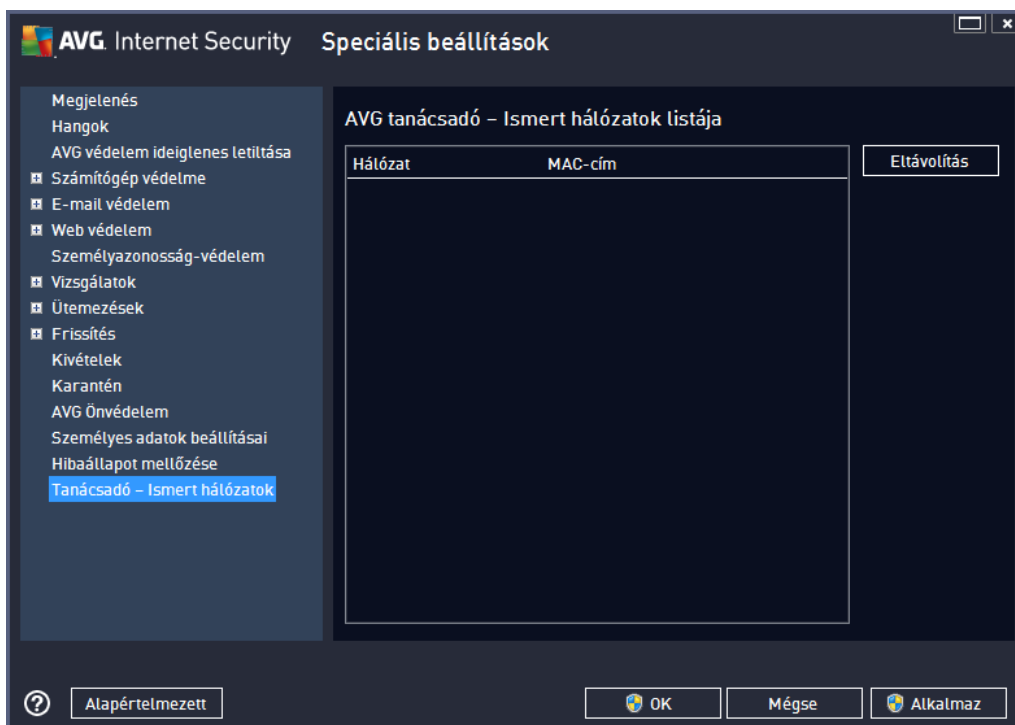 AVG. Internet Security Speciális beállítások
Megjelenés
Hangok
AVG védelem ideiglenes letiltása
Számítógép védelme
E-mail védelem
Web védelem
Személyazonosság-védelem
Vizsgálatok
Ütemezések
Frissítés
Kivételek
Karantén
AVG Önvédelem
Személyes adatok beállításai
Hibaállapot mellőzése
Tanácsadó – Ismert hálózatok
AVG tanácsadó – Ismert hálózatok listája
Hálózat MAC-cím
Eltávolítás
Alapértelmezett
OK
Mégse
Alkalmaz